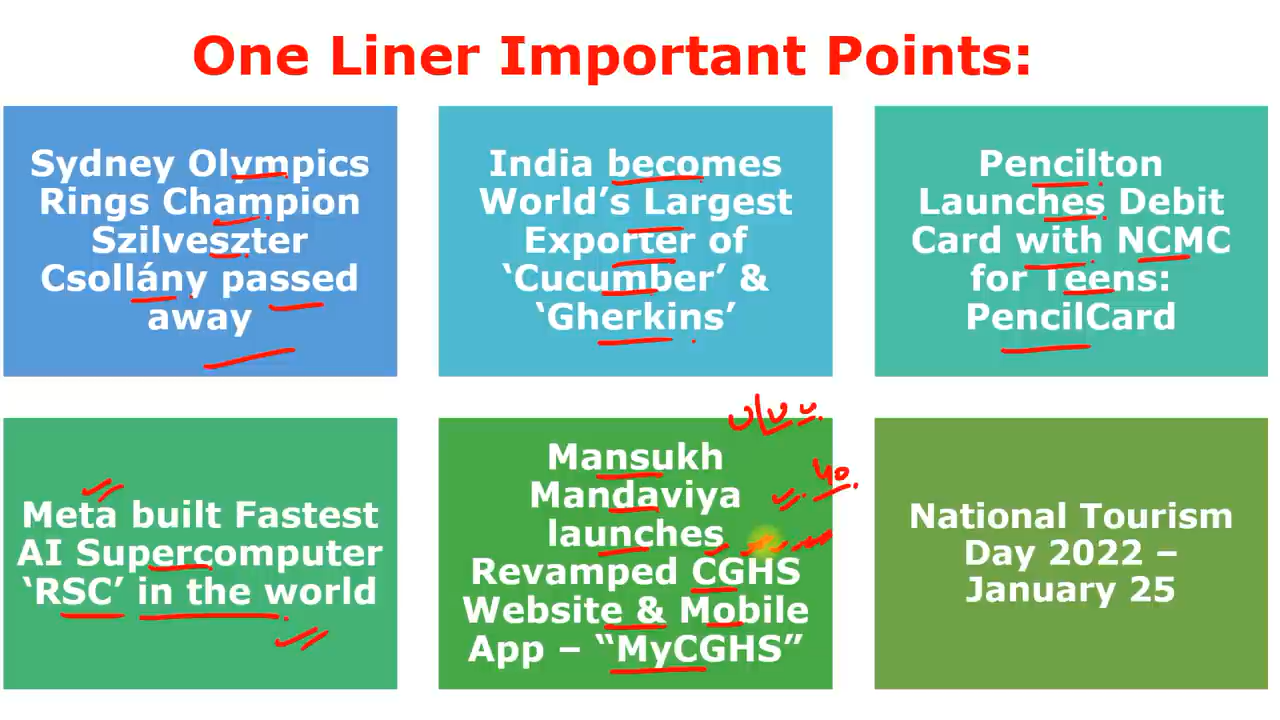 One Liner Important Points:
Sydney Olympics
Rings Champion
Szilveszter
Csollány passed
away
India becomes
World’s Largest
Exporter of
‘Cucumber’ &
‘Gherkins’
Pencilton
Launches Debit
Card with NCMC
for Teens:
PencilCard
Meta built Fastest
AI Supercomputer
‘RSC’ in the world
Mansukh
Mandaviya
launches
Revamped CGHS
Website & Mobile
App – “MyCGHS”
National Tourism
Day 2022 –
January 25